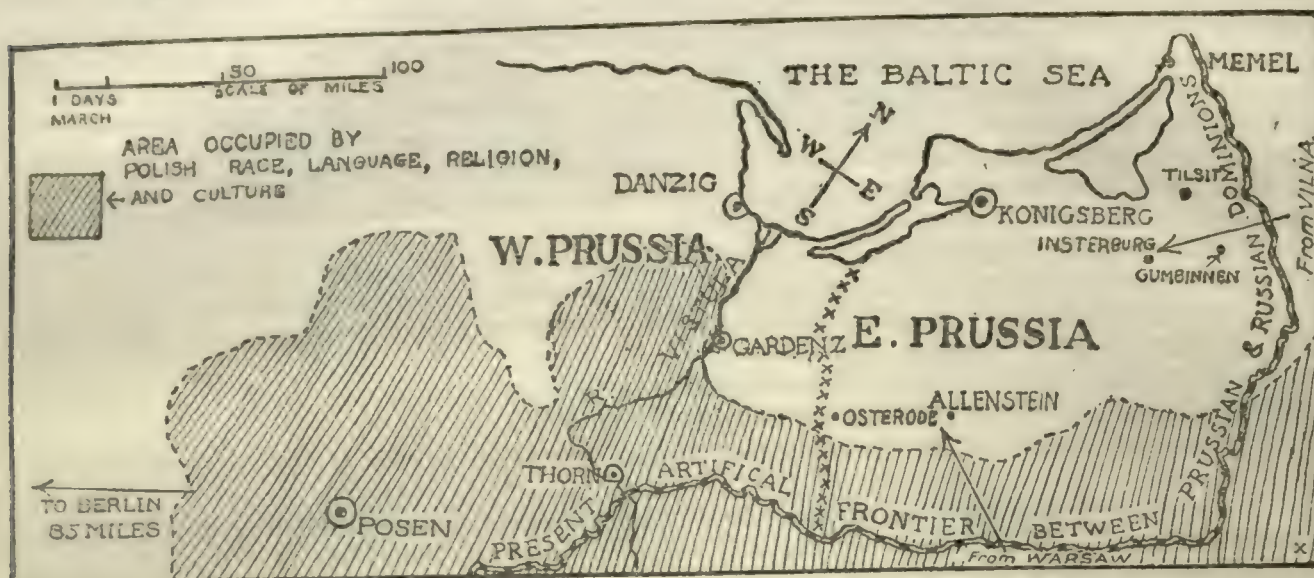 50 100
1 DAYS MARCH
SCALE OF MILES
AREA OCCUPIED BY
POLISH RACE, LANGUAGE, RELIGION,
AND CULTURE
THE BALTIC SEA
MEMEL
N
W
E
S
DANZIG
TILSIT
KONIGSBERG
INSTERBURG
GUMBINNEN
From VILNA
W. PRUSSIA
R. VISTULA
GARDENZ
E. PRUSSIA
OSTERODE
ALLENSTEIN
THORN
TO BERLIN
85 MILES
POSEN
PRESENT ARTIFICAL FRONTIER BETWEEN PRUSSIAN & RUSSIAN DOMINIONS
From WARSAW
X